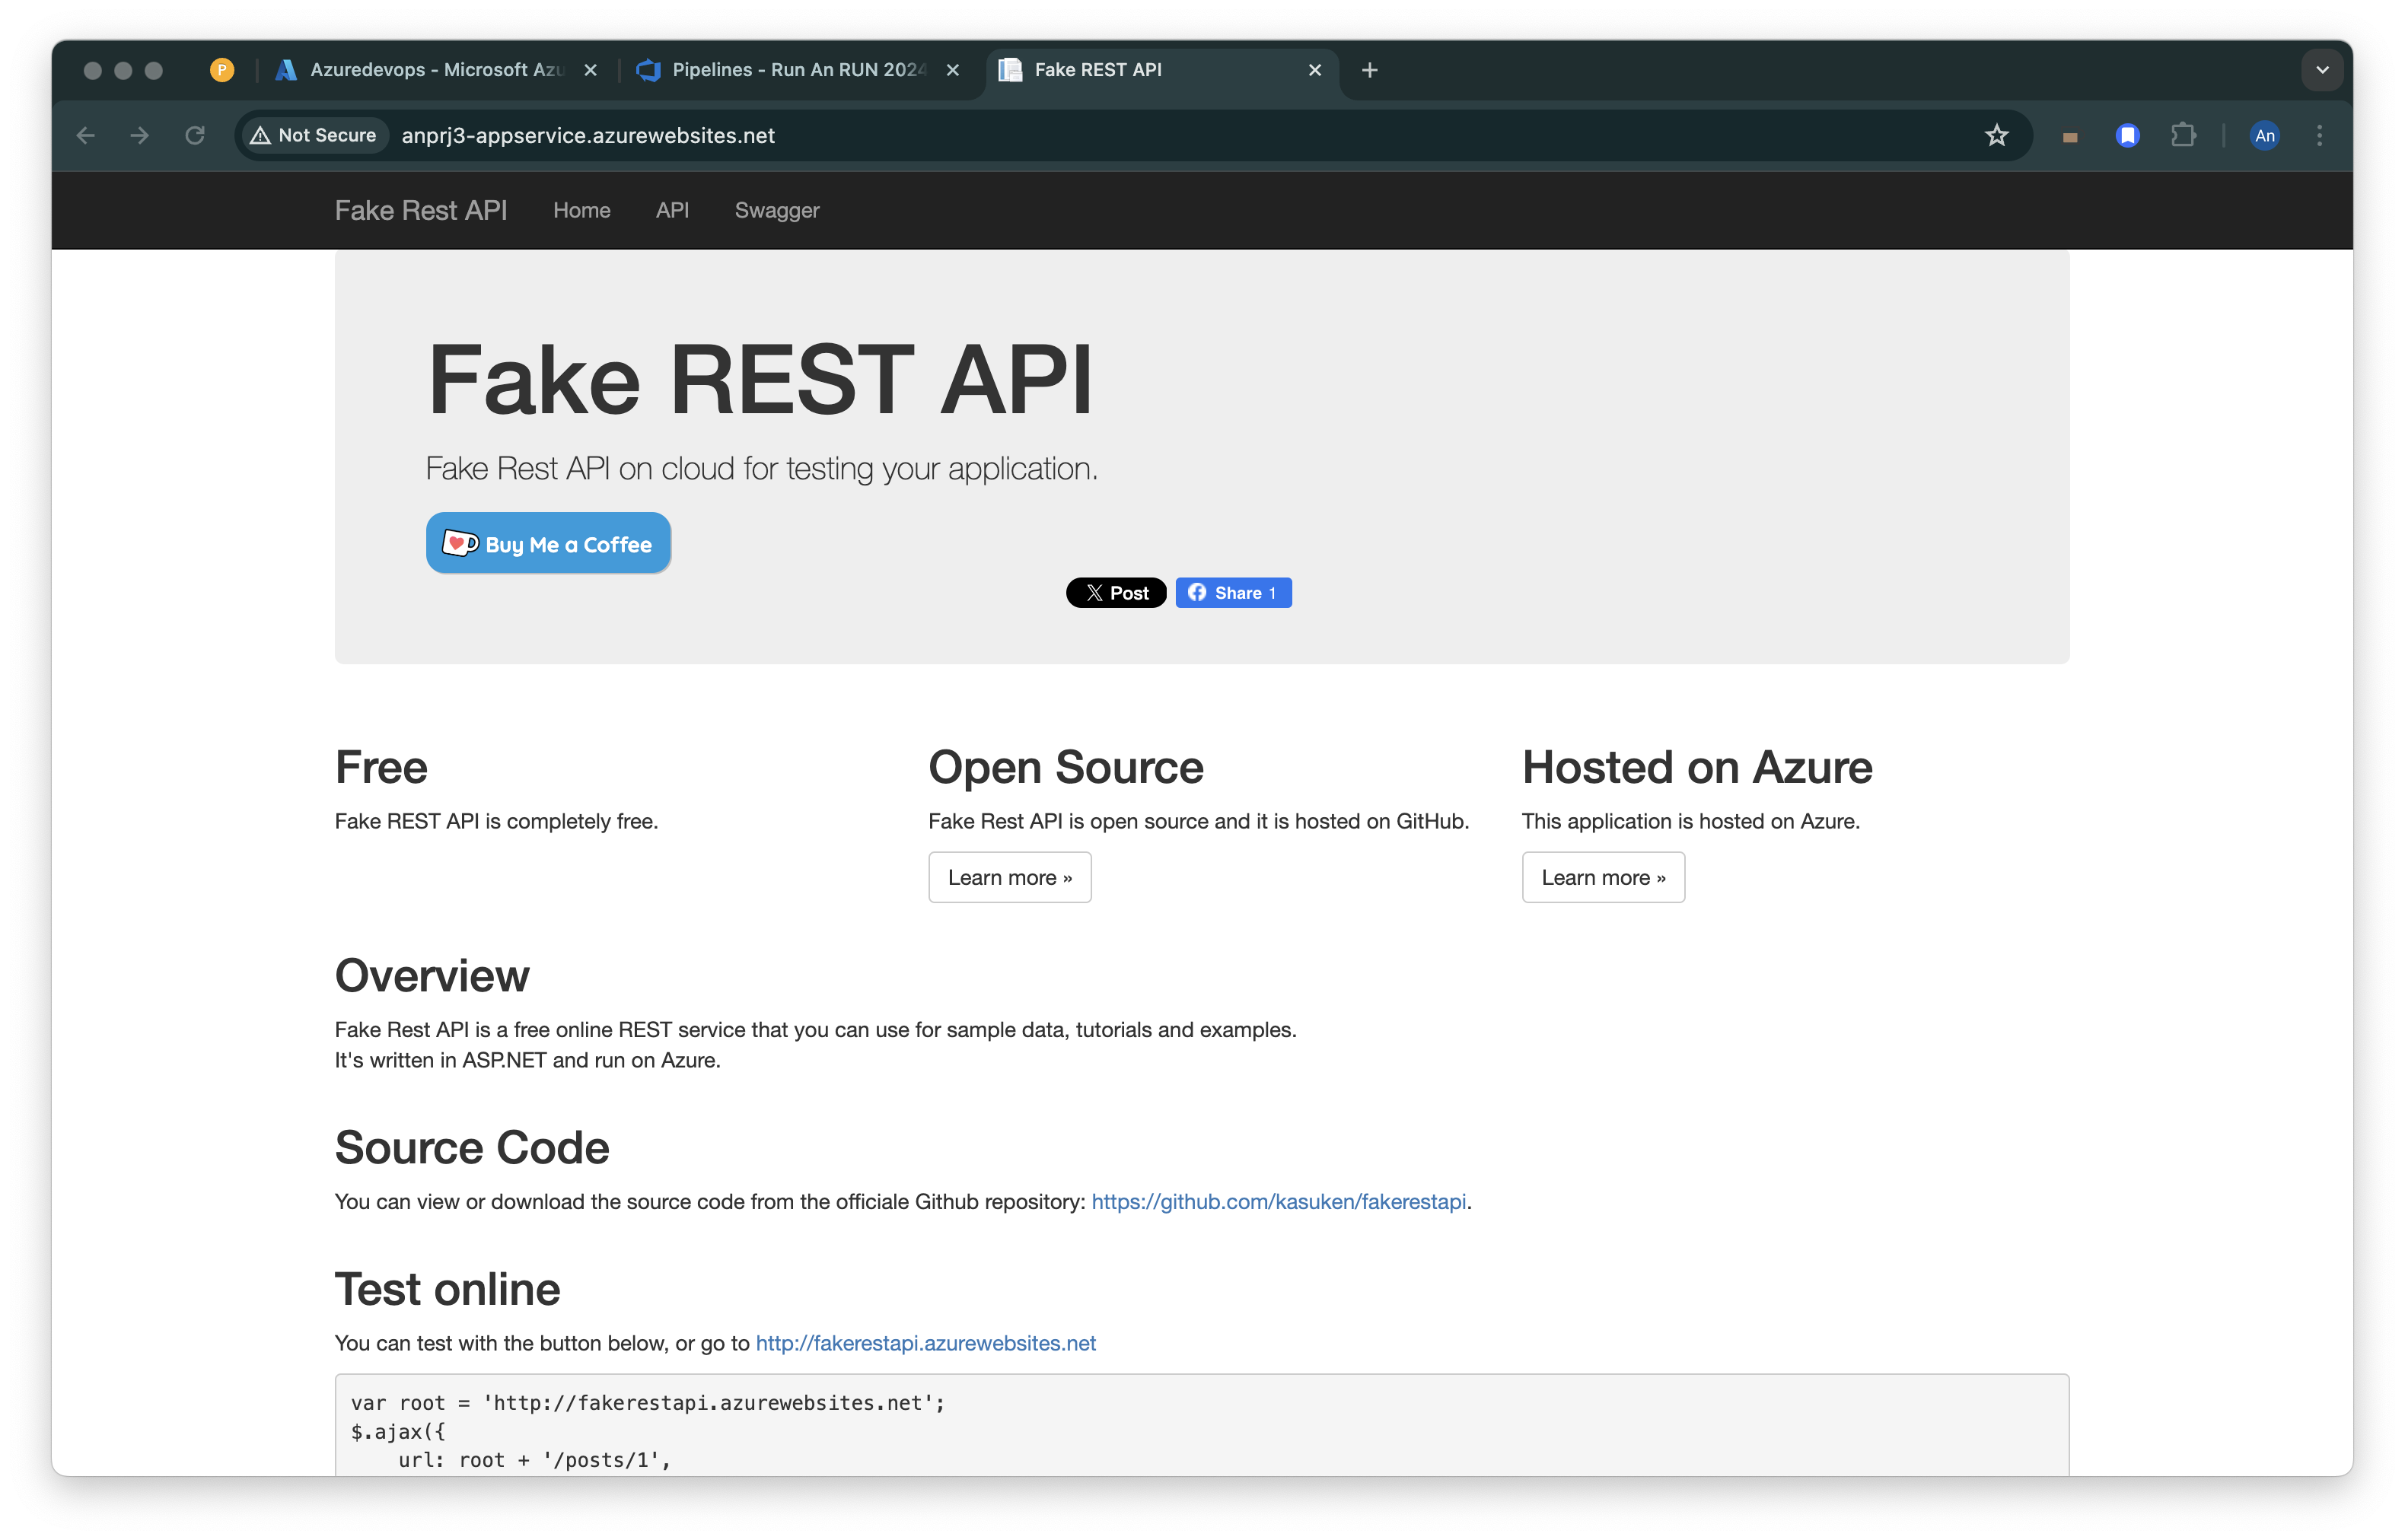 P
Azuredevops - Microsoft Azu
Pipelines - Run An RUN 2024
Fake REST API
Not Secure
anprj3-appservice.azurewebsites.net
An
Fake Rest API
Home
API
Swagger
Fake REST API
Fake Rest API on cloud for testing your application.
Buy Me a Coffee
X Post
Share 1
Free
Fake REST API is completely free.
Open Source
Fake Rest API is open source and it is hosted on GitHub.
Learn more »
Hosted on Azure
This application is hosted on Azure.
Learn more »
Overview
Fake Rest API is a free online REST service that you can use for sample data, tutorials and examples.
It's written in ASP.NET and run on Azure.
Source Code
You can view or download the source code from the officiale Github repository: https://github.com/kasuken/fakerestapi.
Test online
You can test with the button below, or go to http://fakerestapi.azurewebsites.net
var root = 'http://fakerestapi.azurewebsites.net';
$.ajax({
url: root + '/posts/1',